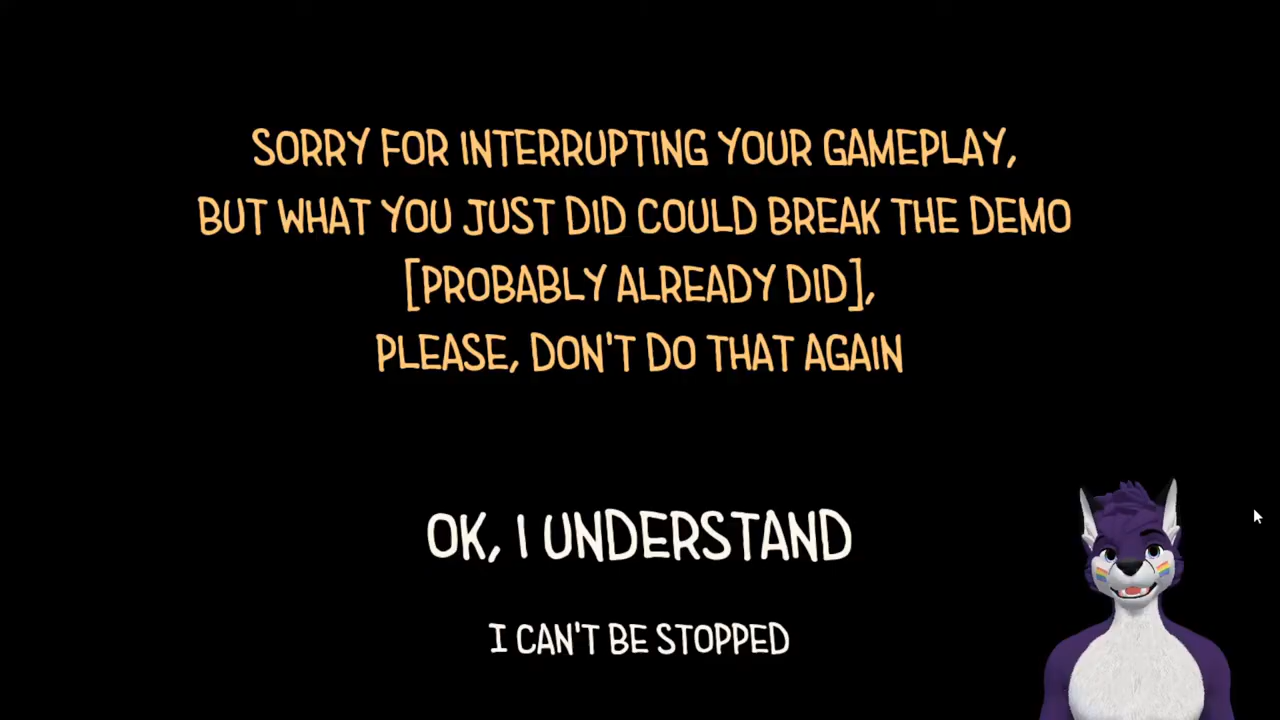 SORRY FOR INTERRUPTING YOUR GAMEPLAY,
BUT WHAT YOU JUST DID COULD BREAK THE DEMO
[PROBABLY ALREADY DID],
PLEASE, DON'T DO THAT AGAIN
OK, I UNDERSTAND
I CAN'T BE STOPPED